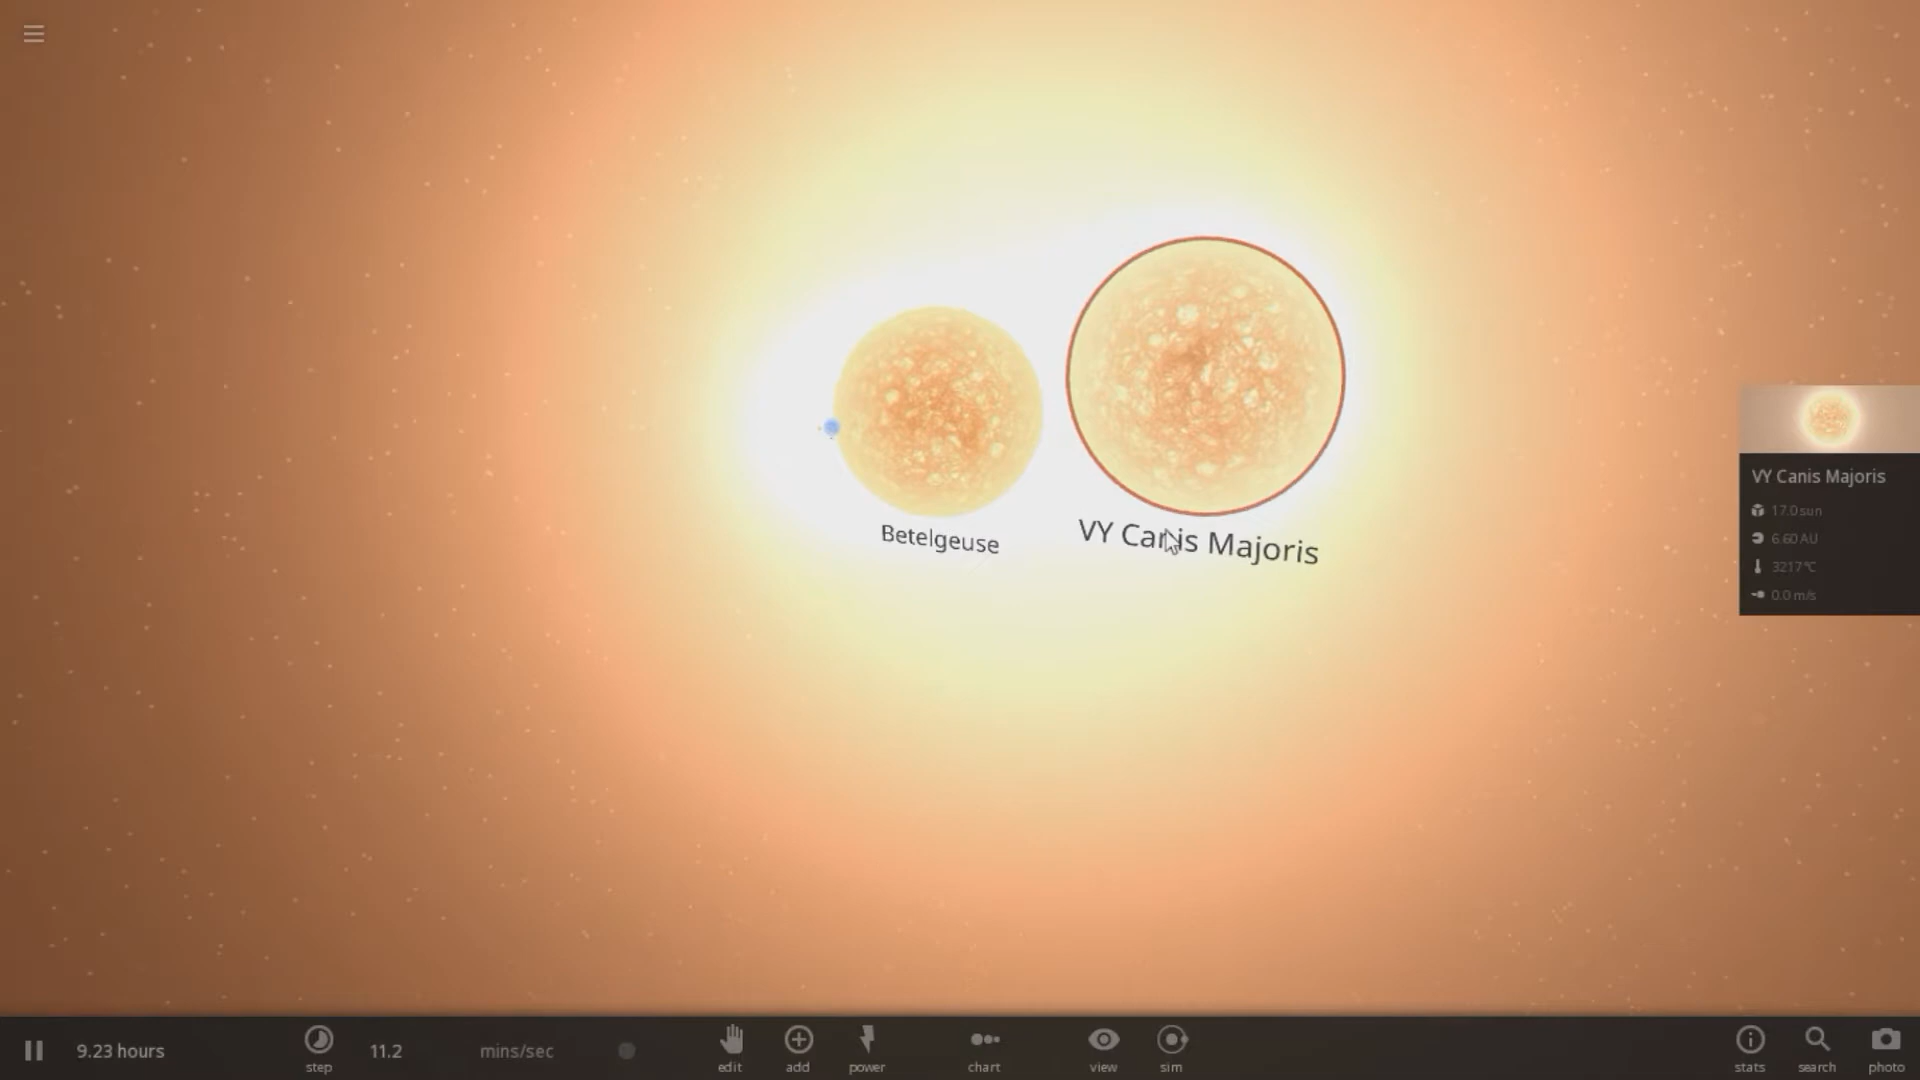 Betelgeuse
VY Canis Majoris
VY Canis Majoris
17.0 sun
6.60 AU
3217 °C
0.0 m/s
9.23 hours
step
11.2
mins/sec
edit
add
power
chart
view
sim
stats
search
photo